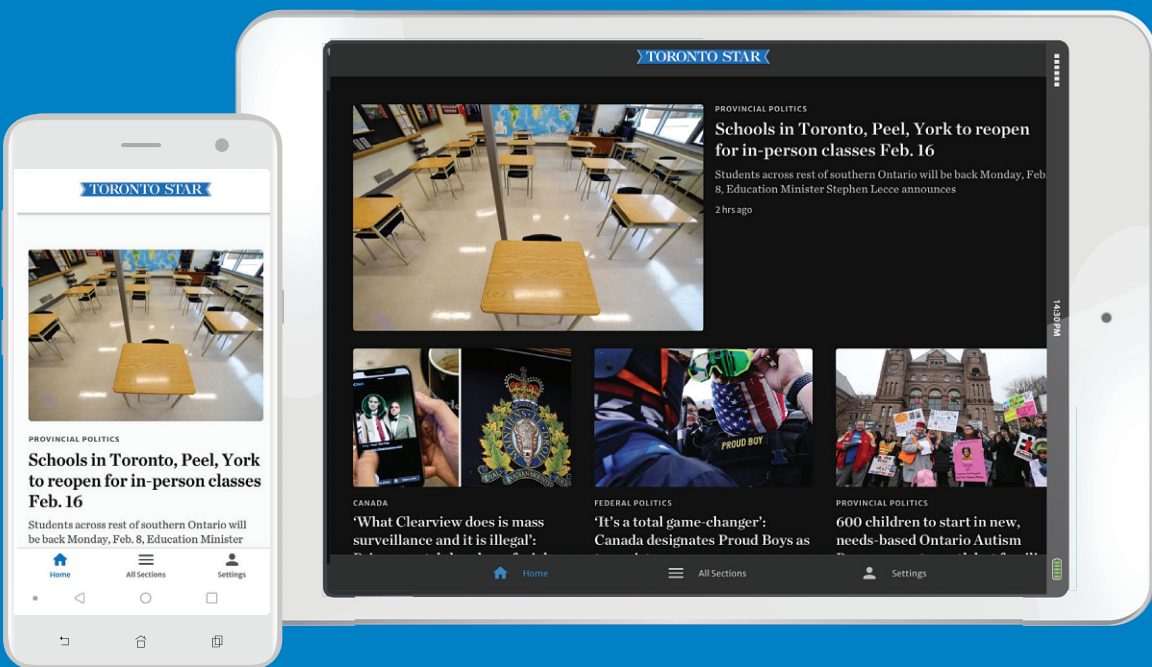 TORONTO STAR
PROVINCIAL POLITICS
Schools in Toronto, Peel, York
to reopen for in-person classes
Feb. 16
Students across rest of southern Ontario will
be back Monday, Feb. 8, Education Minister
Home
All Sections
Settings
TORONTO STAR
PROVINCIAL POLITICS
Schools in Toronto, Peel, York to reopen
for in-person classes Feb. 16
Students across rest of southern Ontario will be back Monday, Feb.
8, Education Minister Stephen Lecce announces
2 hrs ago
14:30 PM
PROUD BOY
CANADA
‘What Clearview does is mass
surveillance and it is illegal’:
FEDERAL POLITICS
‘It’s a total game-changer’:
Canada designates Proud Boys as
PROVINCIAL POLITICS
600 children to start in new,
needs-based Ontario Autism
Home
All Sections
Settings